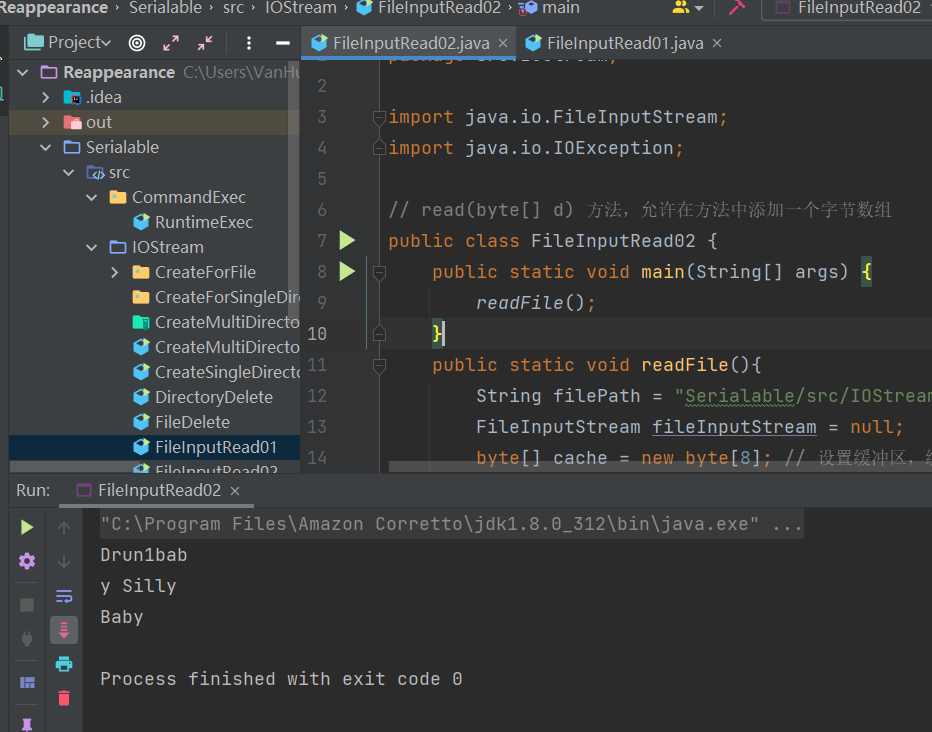 Reappearance › Serialable › src › IOStream › FileInputRead02 › main FileInputRead02
Project
FileInputRead02.java × FileInputRead01.java ×
Reappearance C:\Users\VanHu
.idea
out
Serialable
src
CommandExec
RuntimeExec
IOStream
CreateForFile
CreateForSingleDire
CreateMultiDirecto
CreateMultiDirecto
CreateSingleDirecto
DirectoryDelete
FileDelete
FileInputRead01
FileInputRead02
2
3 import java.io.FileInputStream;
4 import java.io.IOException;
5
6 // read(byte[] d) 方法，允许在方法中添加一个字节数组
7 public class FileInputRead02 {
8 public static void main(String[] args) {
9 readFile();
10 }
11 public static void readFile(){
12 String filePath = "Serialable/src/IOStream
13 FileInputStream fileInputStream = null;
14 byte[] cache = new byte[8]; // 设置缓冲区，
Run: FileInputRead02 ×
"C:\Program Files\Amazon Corretto\jdk1.8.0_312\bin\java.exe" ...
Drun1bab
y Silly
Baby
Process finished with exit code 0